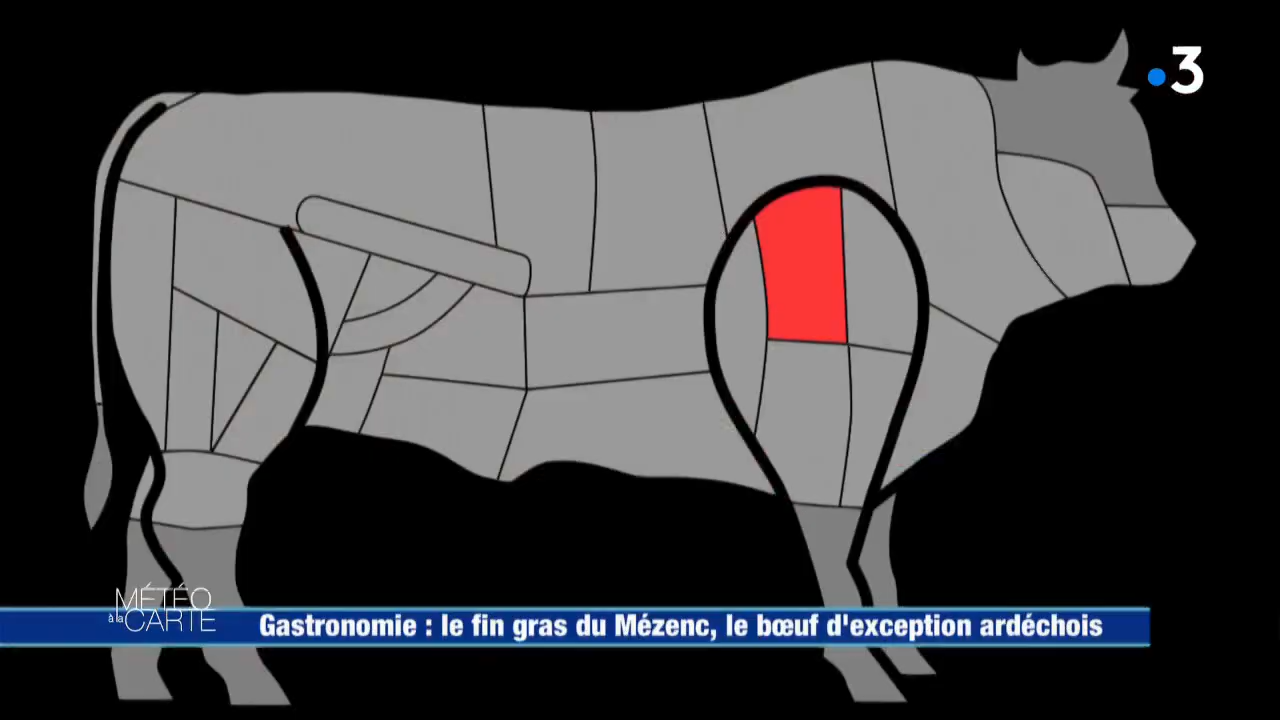 3
MÉTÉO
à la CARTE
Gastronomie : le fin gras du Mézenc, le bœuf d'exception ardéchois